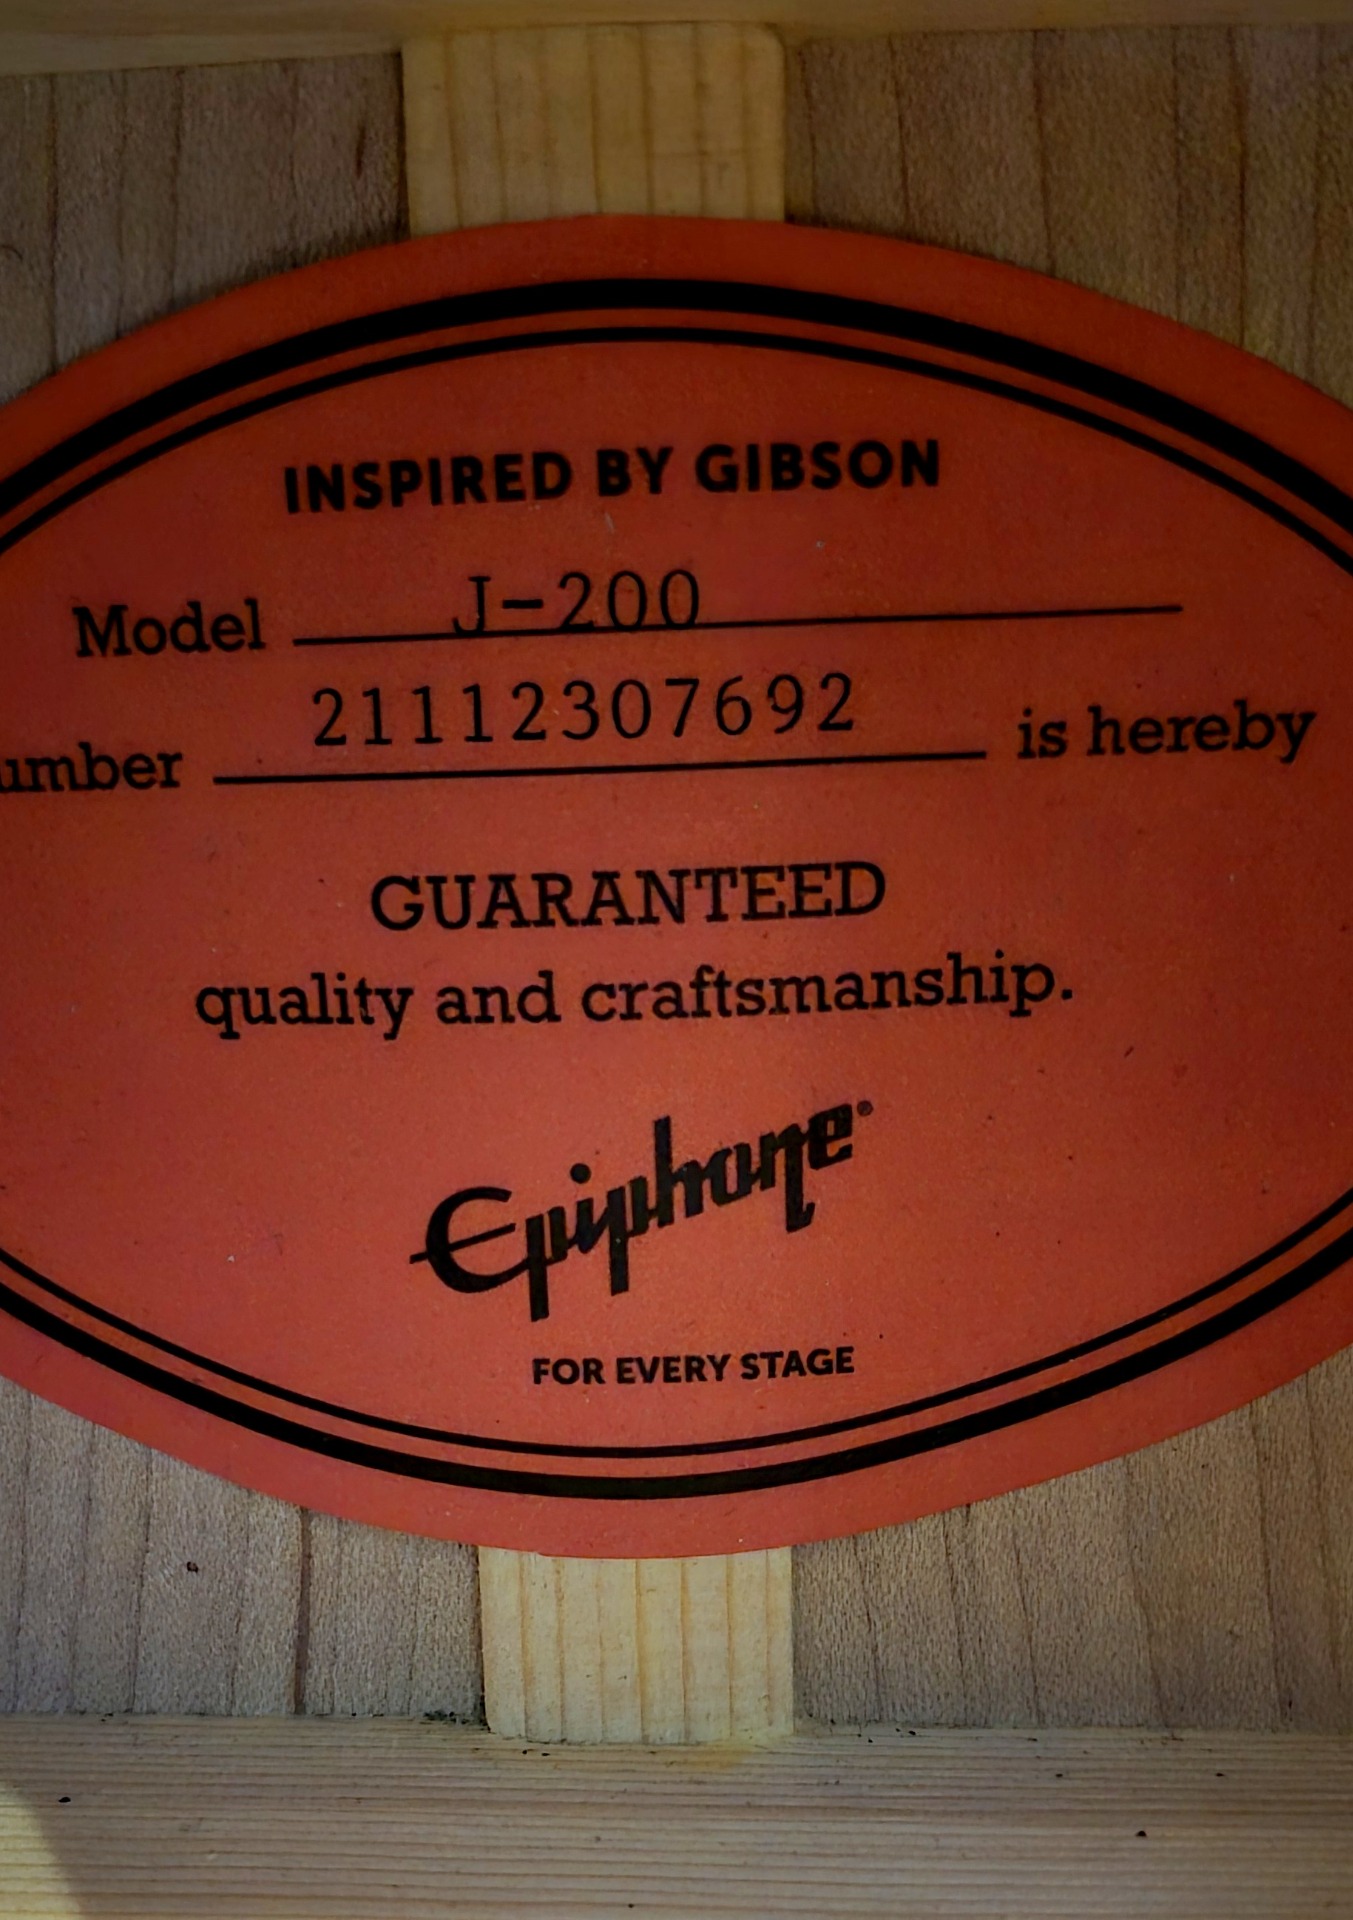 INSPIRED BY GIBSON
Model J-200
umber 21112307692 is hereby
GUARANTEED
quality and craftsmanship.
Epiphone®
FOR EVERY STAGE